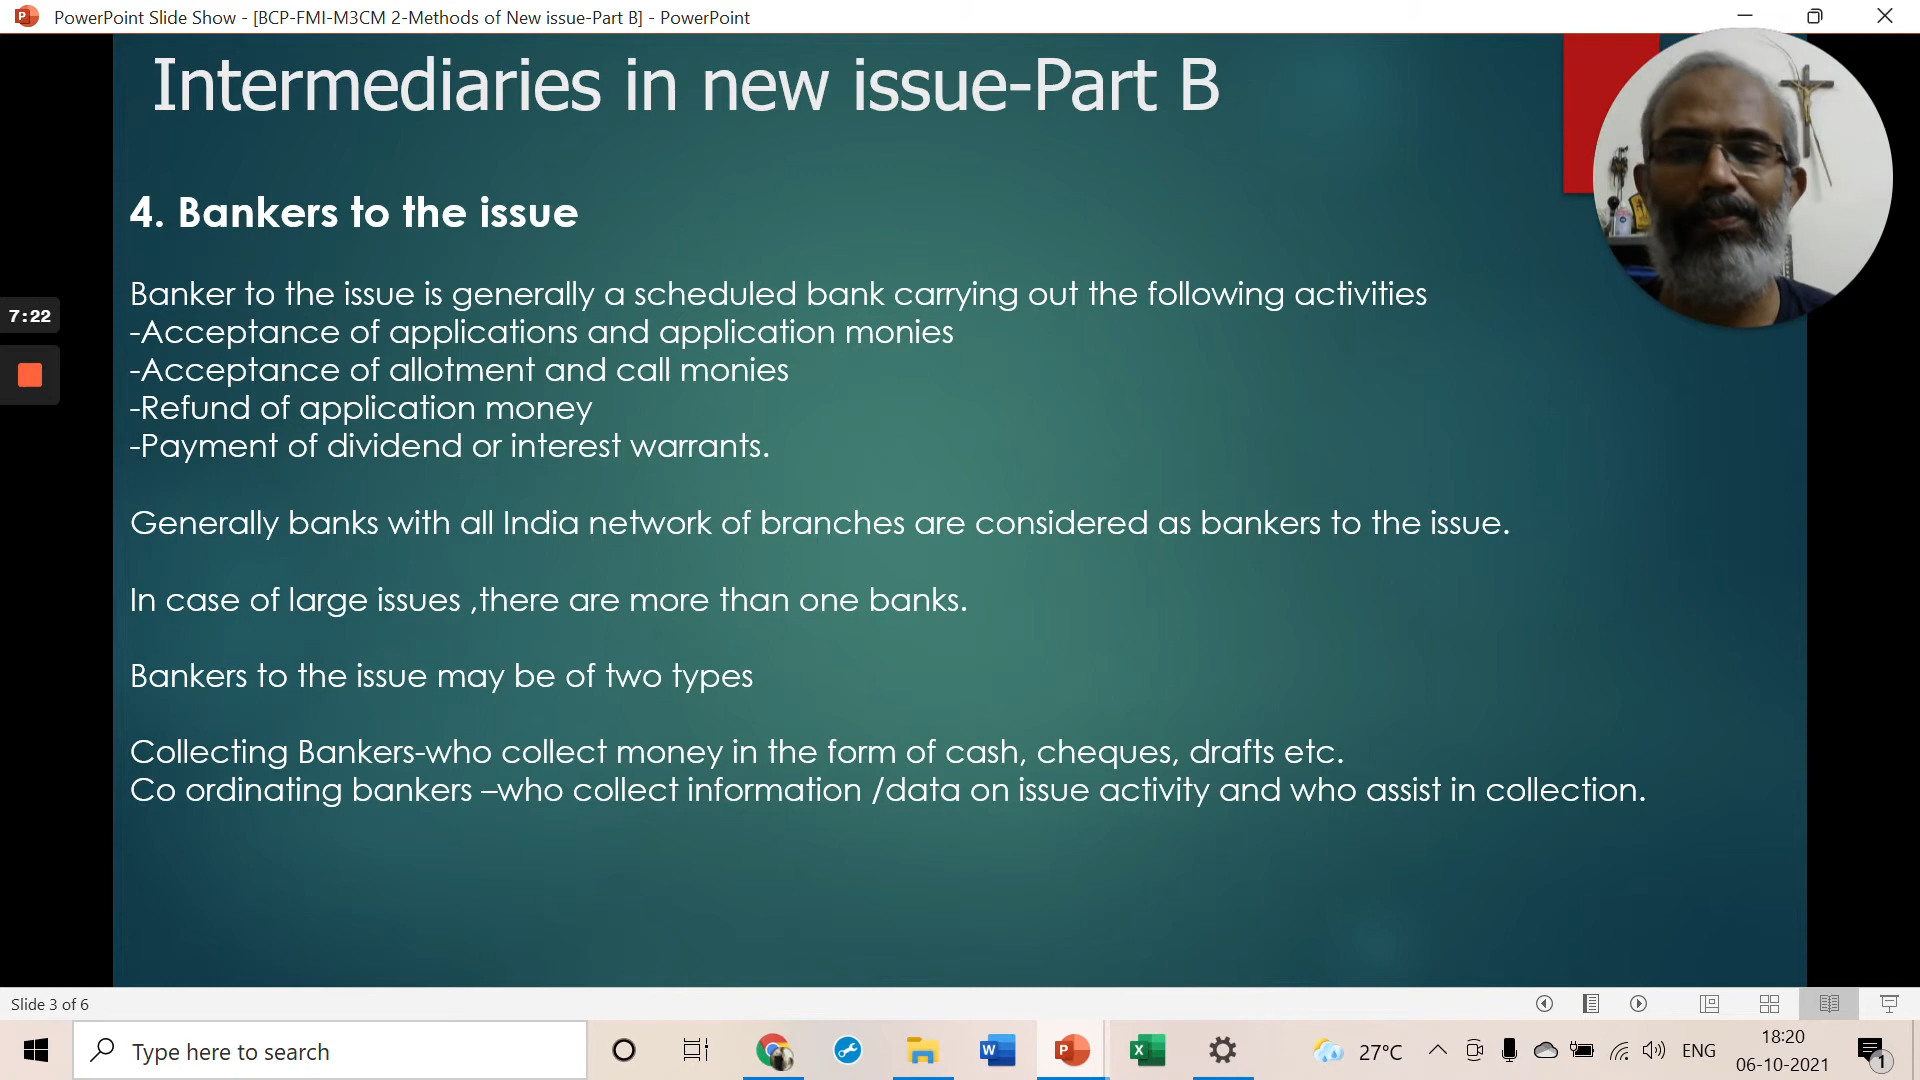 PowerPoint Slide Show - [BCP-FMI-M3CM 2-Methods of New issue-Part B] - PowerPoint
Intermediaries in new issue-Part B
4. Bankers to the issue
Banker to the issue is generally a scheduled bank carrying out the following activities
-Acceptance of applications and application monies
-Acceptance of allotment and call monies
-Refund of application money
-Payment of dividend or interest warrants.
Generally banks with all India network of branches are considered as bankers to the issue.
In case of large issues ,there are more than one banks.
Bankers to the issue may be of two types
Collecting Bankers-who collect money in the form of cash, cheques, drafts etc.
Co ordinating bankers –who collect information /data on issue activity and who assist in collection.
7:22
Slide 3 of 6
Type here to search
27°C
ENG
18:20
06-10-2021
1